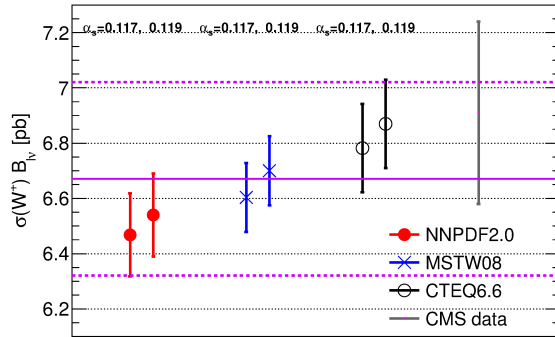 α_s=0.117, 0.119 α_s=0.117, 0.119 α_s=0.117, 0.119
7.2
7
6.8
6.6
6.4
6.2
σ(W⁺) B_lν [pb]
NNPDF2.0
MSTW08
CTEQ6.6
CMS data